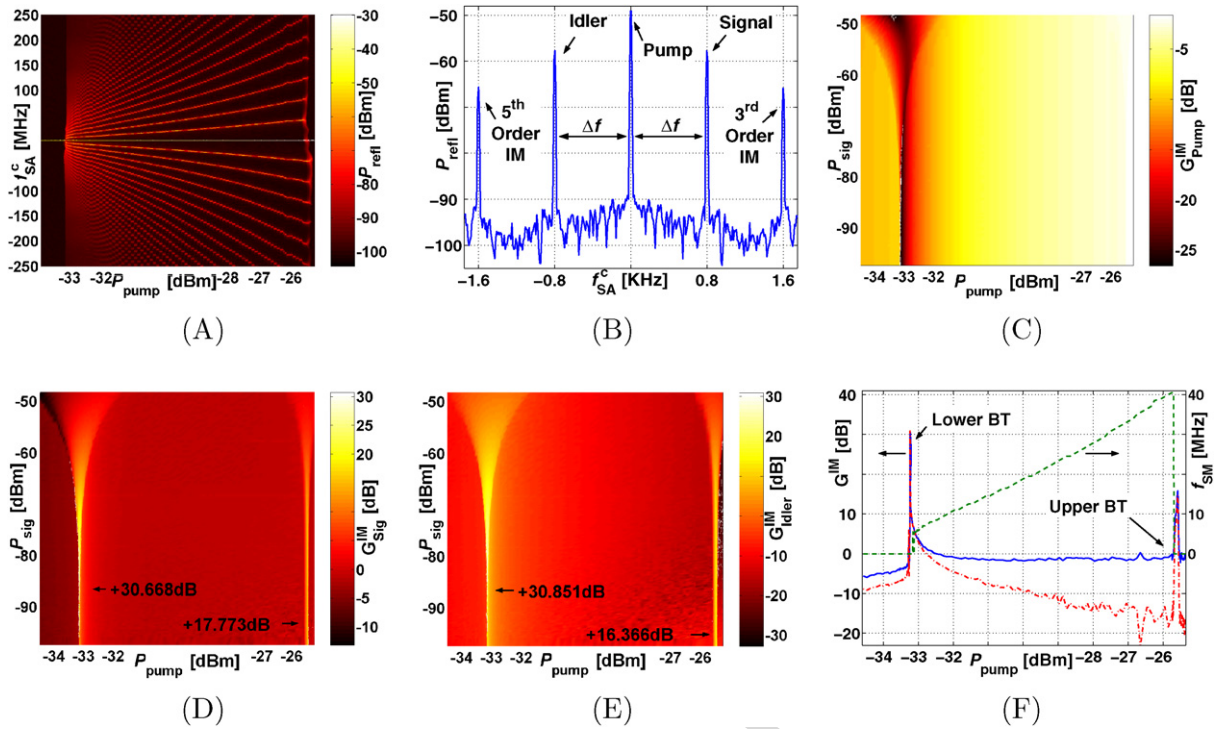 250
200
150
100
50
-50
-100
-150
-200
250
f^c_SA [MHz]
-33 -32 P_pump [dBm] -28 -27 -26
-30
-40
-50
-60
-70
-80
-90
-100
P_refl [dBm]
(A)
-50
-60
-70
-80
-90
-100
P_refl [dBm]
Idler
Pump
Signal
5th
Order
IM
Δf
Δf
3rd
Order
IM
-1.6 -0.8 f^c_SA [KHz] 0.8 1.6
(B)
-50
-60
-70
-80
-90
P_sig [dBm]
-34 -33 -32 P_pump [dBm] -27 -26
-5
-10
-15
-20
-25
G^IM_Pump [dB]
(C)
-50
-60
-70
-80
-90
P_sig [dBm]
+30.668dB
+17.773dB
-34 -33 -32 P_pump [dBm] -27 -26
30
25
20
15
10
5
0
-5
-10
G^IM_Sig [dB]
(D)
-50
-60
-70
-80
-90
P_sig [dBm]
+30.851dB
+16.366dB
-34 -33 -32 P_pump [dBm] -27 -26
30
20
10
0
-10
-20
-30
G^IM_Idler [dB]
(E)
40
30
20
10
0
-10
-20
G^IM [dB]
Lower BT
Upper BT
40
30
20
10
0
f_SM [MHz]
-34 -33 -32 P_pump [dBm] -28 -27 -26
(F)